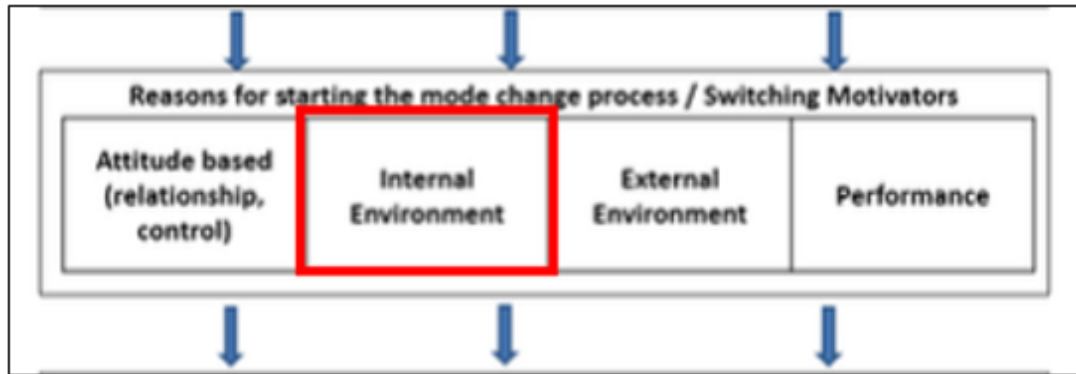 Reasons for starting the mode change process / Switching Motivators
Attitude based
(relationship,
control)
Internal
Environment
External
Environment
Performance